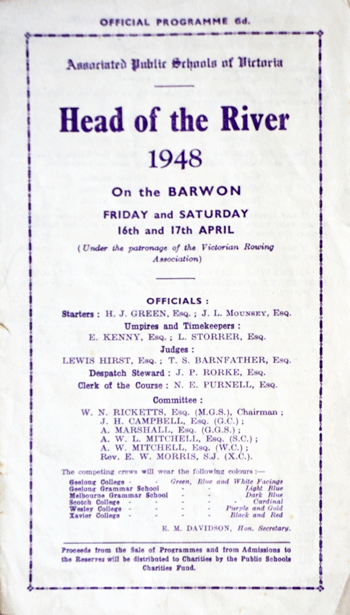 OFFICIAL PROGRAMME 6d.
Associated Public Schools of Victoria
Head of the River
1948
On the BARWON
FRIDAY and SATURDAY
16th and 17th APRIL
(Under the patronage of the Victorian Rowing
Association)
OFFICIALS :
Starters : H. J. GREEN, Esq. ; J. L. MOUNSEY, Esq.
Umpires and Timekeepers :
E. KENNY, Esq. ; L. STORRER, Esq.
Judges :
LEWIS HIRST, Esq. ; T. S. BARNFATHER, Esq.
Despatch Steward : J. P. RORKE, Esq.
Clerk of the Course : N. E. PURNELL, Esq.
Committee :
W. N. RICKETTS, Esq. (M.G.S.), Chairman ;
J. H. CAMPBELL, Esq. (G.C.) ;
A. MARSHALL, Esq. (G.G.S.) ;
A. W. L. MITCHELL, Esq. (S.C.) ;
A. W. MITCHELL, Esq. (W.C.) ;
Rev. E. W. MORRIS, S.J. (X.C.).
The competing crews will wear the following colours :—
Geelong College - - Green, Blue and White Facings
Geelong Grammar School - - - Light Blue
Melbourne Grammar School - - - Dark Blue
Scotch College - - - - Cardinal
Wesley College - - - Purple and Gold
Xavier College - - - Black and Red
E. M. DAVIDSON, Hon. Secretary.
Proceeds from the Sale of Programmes and from Admissions to
the Reserves will be distributed to Charities by the Public Schools
Charities Fund.